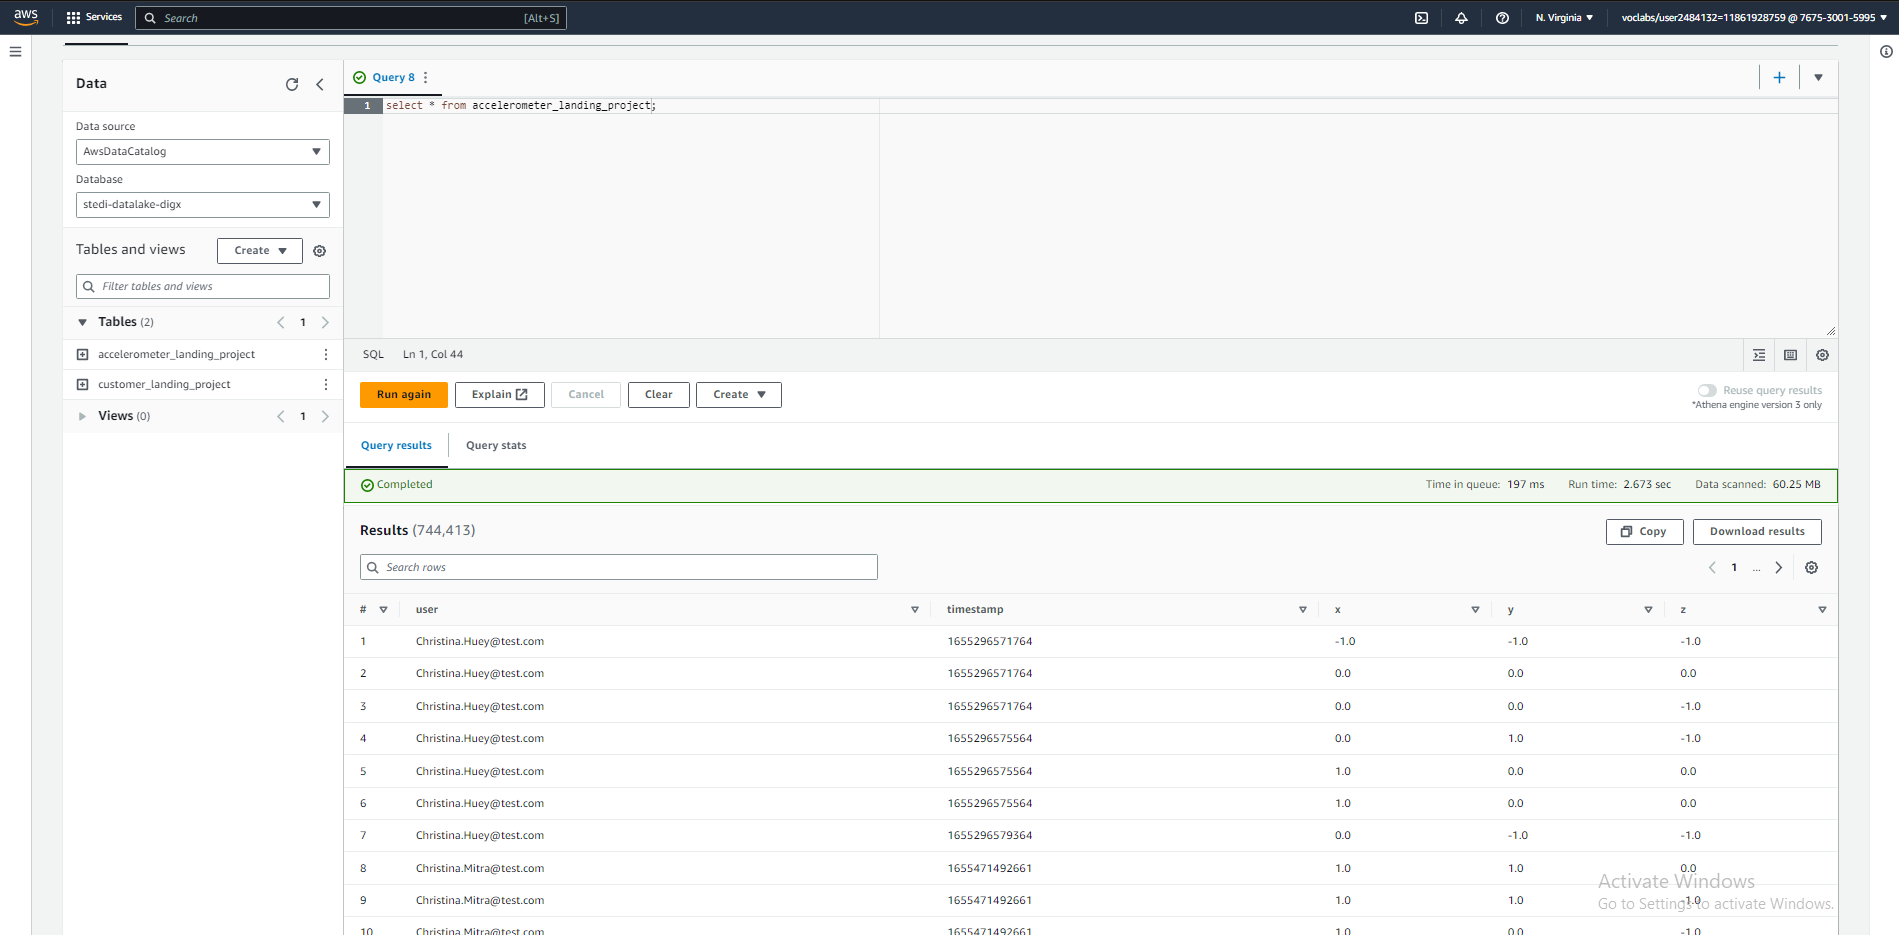 aws Services Search [Alt+S] N. Virginia voclabs/user2484132=11861928759 @ 7675-3001-5995
Data
Data source
AwsDataCatalog
Database
stedi-datalake-digx
Tables and views Create
Filter tables and views
Tables (2) 1
accelerometer_landing_project
customer_landing_project
Views (0) 1
Query 8
1 select * from accelerometer_landing_project;
SQL Ln 1, Col 44
Run again Explain Cancel Clear Create Reuse query results
*Athena engine version 3 only
Query results Query stats
Completed Time in queue: 197 ms Run time: 2.673 sec Data scanned: 60.25 MB
Results (744,413) Copy Download results
Search rows 1 ...
# user timestamp x y z
1 Christina.Huey@test.com 1655296571764 -1.0 -1.0 -1.0
2 Christina.Huey@test.com 1655296571764 0.0 0.0 0.0
3 Christina.Huey@test.com 1655296571764 0.0 0.0 -1.0
4 Christina.Huey@test.com 1655296575564 0.0 1.0 -1.0
5 Christina.Huey@test.com 1655296575564 1.0 0.0 0.0
6 Christina.Huey@test.com 1655296575564 1.0 0.0 0.0
7 Christina.Huey@test.com 1655296579364 0.0 -1.0 -1.0
8 Christina.Mitra@test.com 1655471492661 1.0 1.0 0.0
9 Christina.Mitra@test.com 1655471492661 1.0 1.0 -1.0
10 Christina.Mitra@test.com 1655471492661 1.0 0.0 -1.0
Activate Windows
Go to Settings to activate Windows.